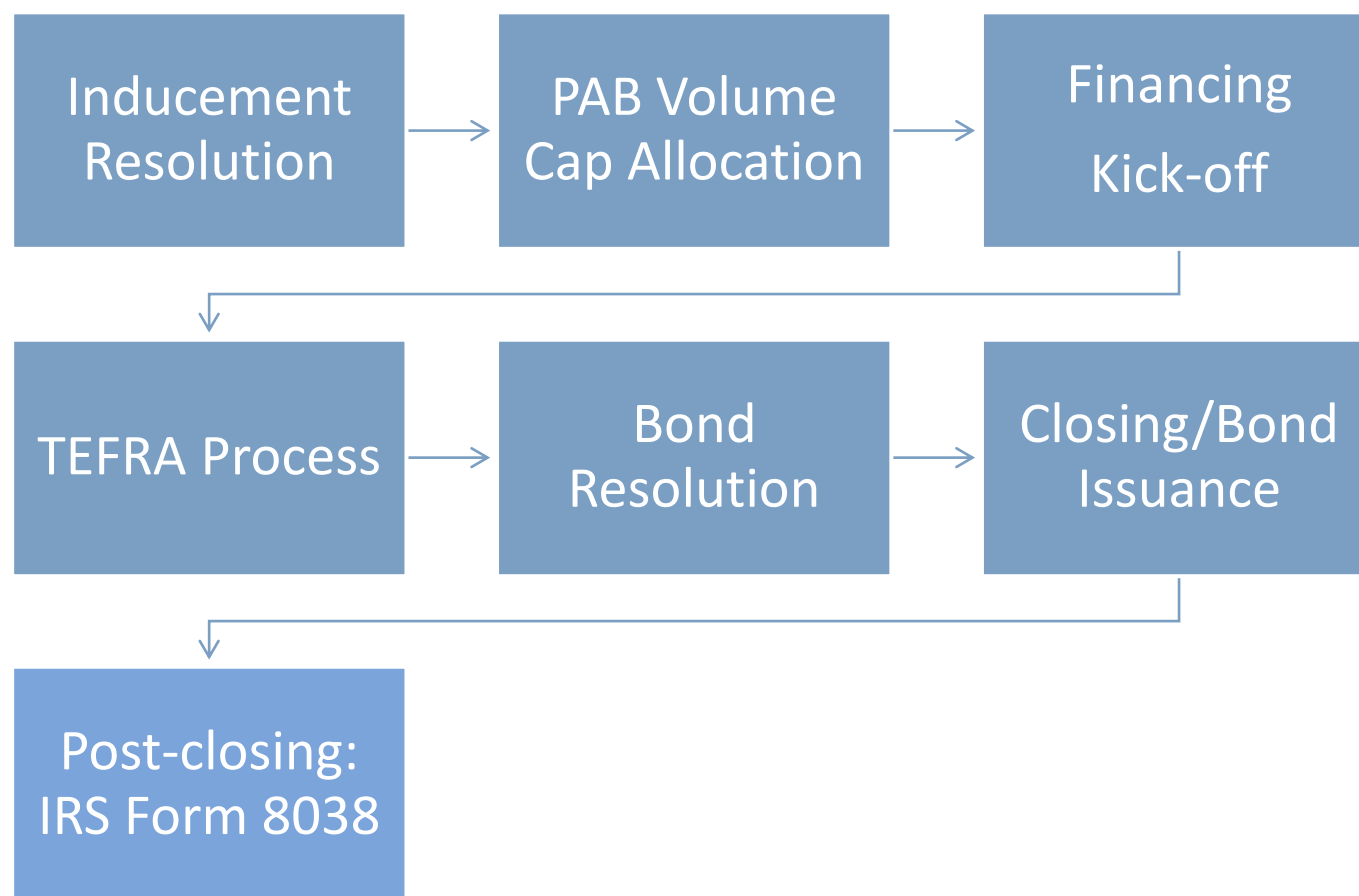 Inducement
Resolution
PAB Volume
Cap Allocation
Financing
Kick-off
TEFRA Process
Bond
Resolution
Closing/Bond
Issuance
Post-closing:
IRS Form 8038